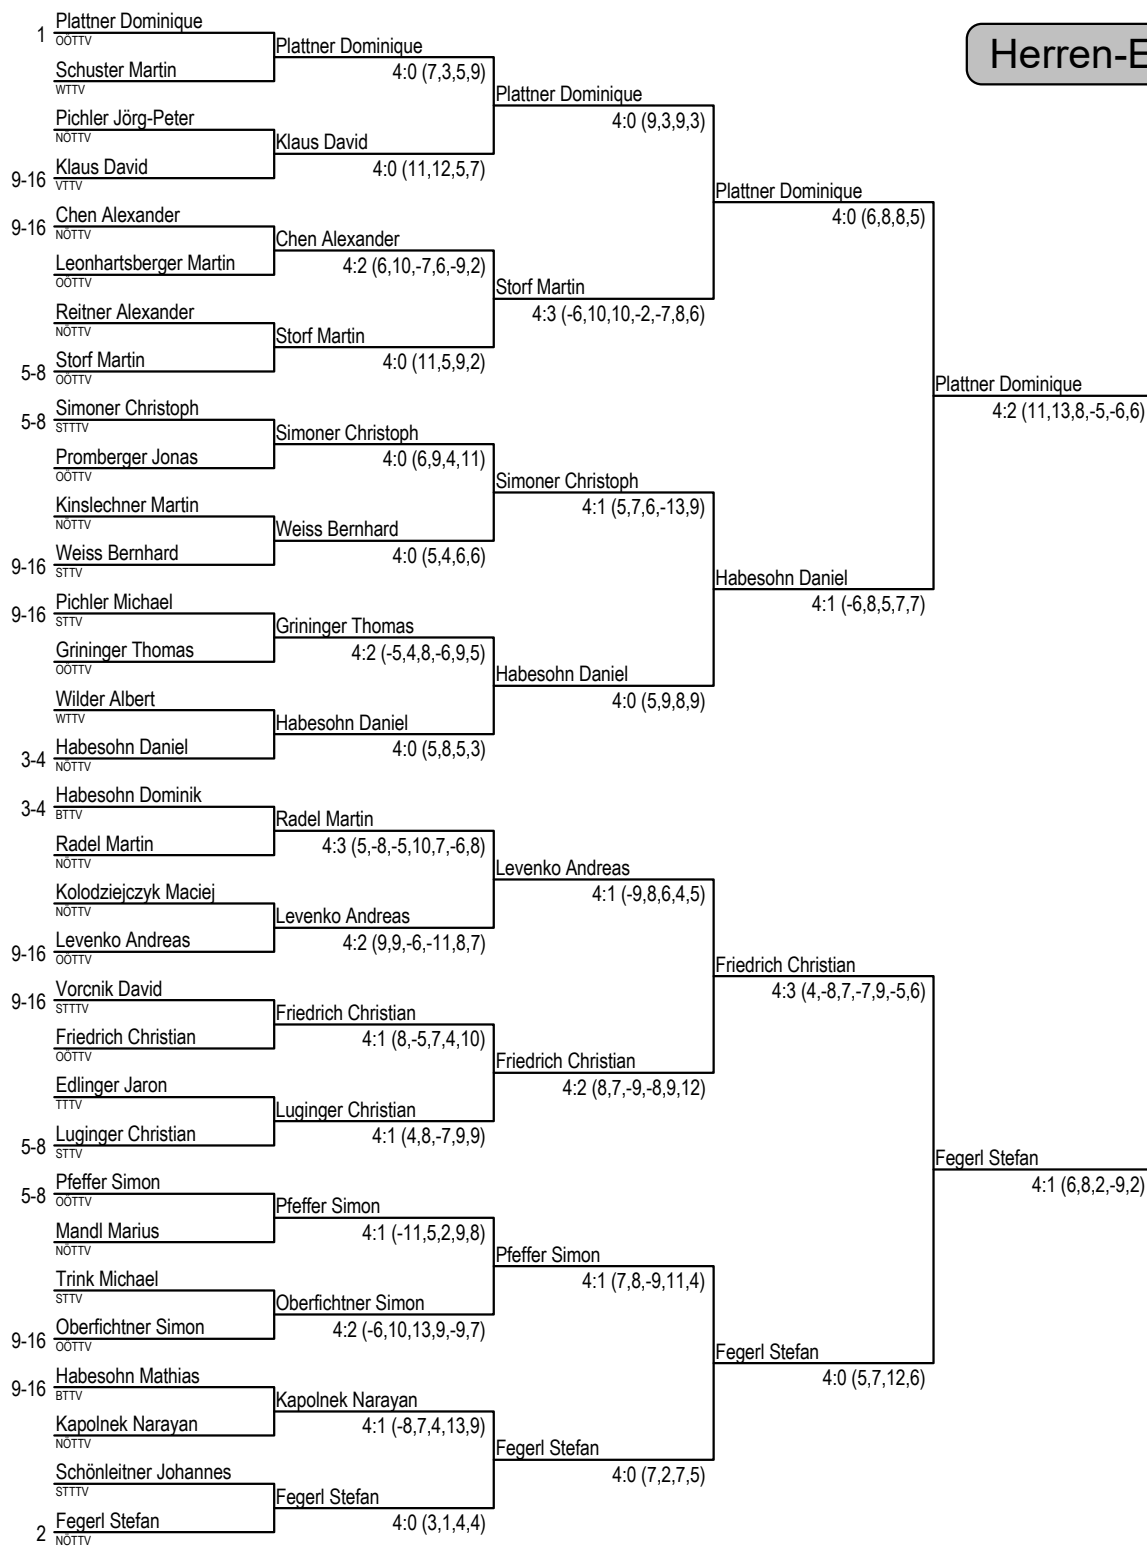 Herren-E
1 Plattner Dominique
OÖTTV
Schuster Martin
WTTV
Pichler Jörg-Peter
NÖTTV
9-16 Klaus David
VTTV
9-16 Chen Alexander
NÖTTV
Leonhartsberger Martin
OÖTTV
Reitner Alexander
NÖTTV
5-8 Storf Martin
OÖTTV
5-8 Simoner Christoph
STTTV
Promberger Jonas
OÖTTV
Kinslechner Martin
NÖTTV
9-16 Weiss Bernhard
STTV
9-16 Pichler Michael
STTV
Grininger Thomas
OÖTTV
Wilder Albert
WTTV
3-4 Habesohn Daniel
NÖTTV
3-4 Habesohn Dominik
BTTV
Radel Martin
NÖTTV
Kolodziejczyk Maciej
NÖTTV
9-16 Levenko Andreas
OÖTTV
9-16 Vorcnik David
STTTV
Friedrich Christian
OÖTTV
Edlinger Jaron
TTTV
5-8 Luginger Christian
STTV
5-8 Pfeffer Simon
OÖTTV
Mandl Marius
NÖTTV
Trink Michael
STTV
9-16 Oberfichtner Simon
OÖTTV
9-16 Habesohn Mathias
BTTV
Kapolnek Narayan
NÖTTV
Schönleitner Johannes
STTTV
2 Fegerl Stefan
NÖTTV
Plattner Dominique
4:0 (7,3,5,9)
Klaus David
4:0 (11,12,5,7)
Chen Alexander
4:2 (6,10,-7,6,-9,2)
Storf Martin
4:0 (11,5,9,2)
Simoner Christoph
4:0 (6,9,4,11)
Weiss Bernhard
4:0 (5,4,6,6)
Grininger Thomas
4:2 (-5,4,8,-6,9,5)
Habesohn Daniel
4:0 (5,8,5,3)
Radel Martin
4:3 (5,-8,-5,10,7,-6,8)
Levenko Andreas
4:2 (9,9,-6,-11,8,7)
Friedrich Christian
4:1 (8,-5,7,4,10)
Luginger Christian
4:1 (4,8,-7,9,9)
Pfeffer Simon
4:1 (-11,5,2,9,8)
Oberfichtner Simon
4:2 (-6,10,13,9,-9,7)
Kapolnek Narayan
4:1 (-8,7,4,13,9)
Fegerl Stefan
4:0 (3,1,4,4)
Plattner Dominique
4:0 (9,3,9,3)
Storf Martin
4:3 (-6,10,10,-2,-7,8,6)
Simoner Christoph
4:1 (5,7,6,-13,9)
Habesohn Daniel
4:0 (5,9,8,9)
Levenko Andreas
4:1 (-9,8,6,4,5)
Friedrich Christian
4:2 (8,7,-9,-8,9,12)
Pfeffer Simon
4:1 (7,8,-9,11,4)
Fegerl Stefan
4:0 (7,2,7,5)
Plattner Dominique
4:0 (6,8,8,5)
Habesohn Daniel
4:1 (-6,8,5,7,7)
Friedrich Christian
4:3 (4,-8,7,-7,9,-5,6)
Fegerl Stefan
4:0 (5,7,12,6)
Plattner Dominique
4:2 (11,13,8,-5,-6,6)
Fegerl Stefan
4:1 (6,8,2,-9,2)